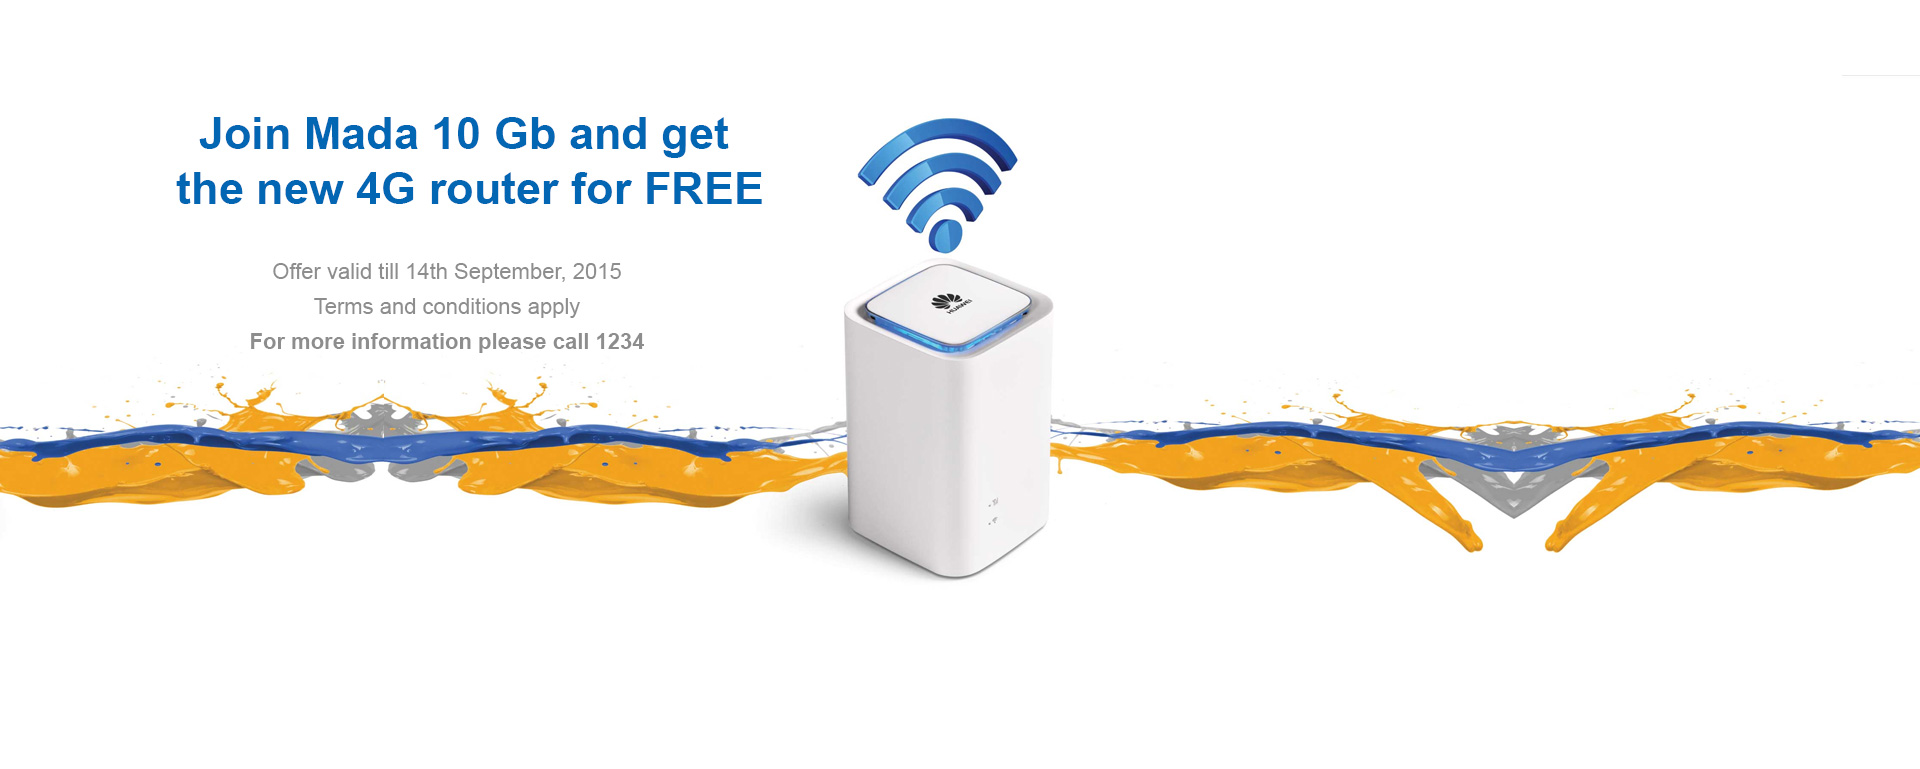 Join Mada 10 Gb and get
the new 4G router for FREE
Offer valid till 14th September, 2015
Terms and conditions apply
For more information please call 1234
HUAWEI